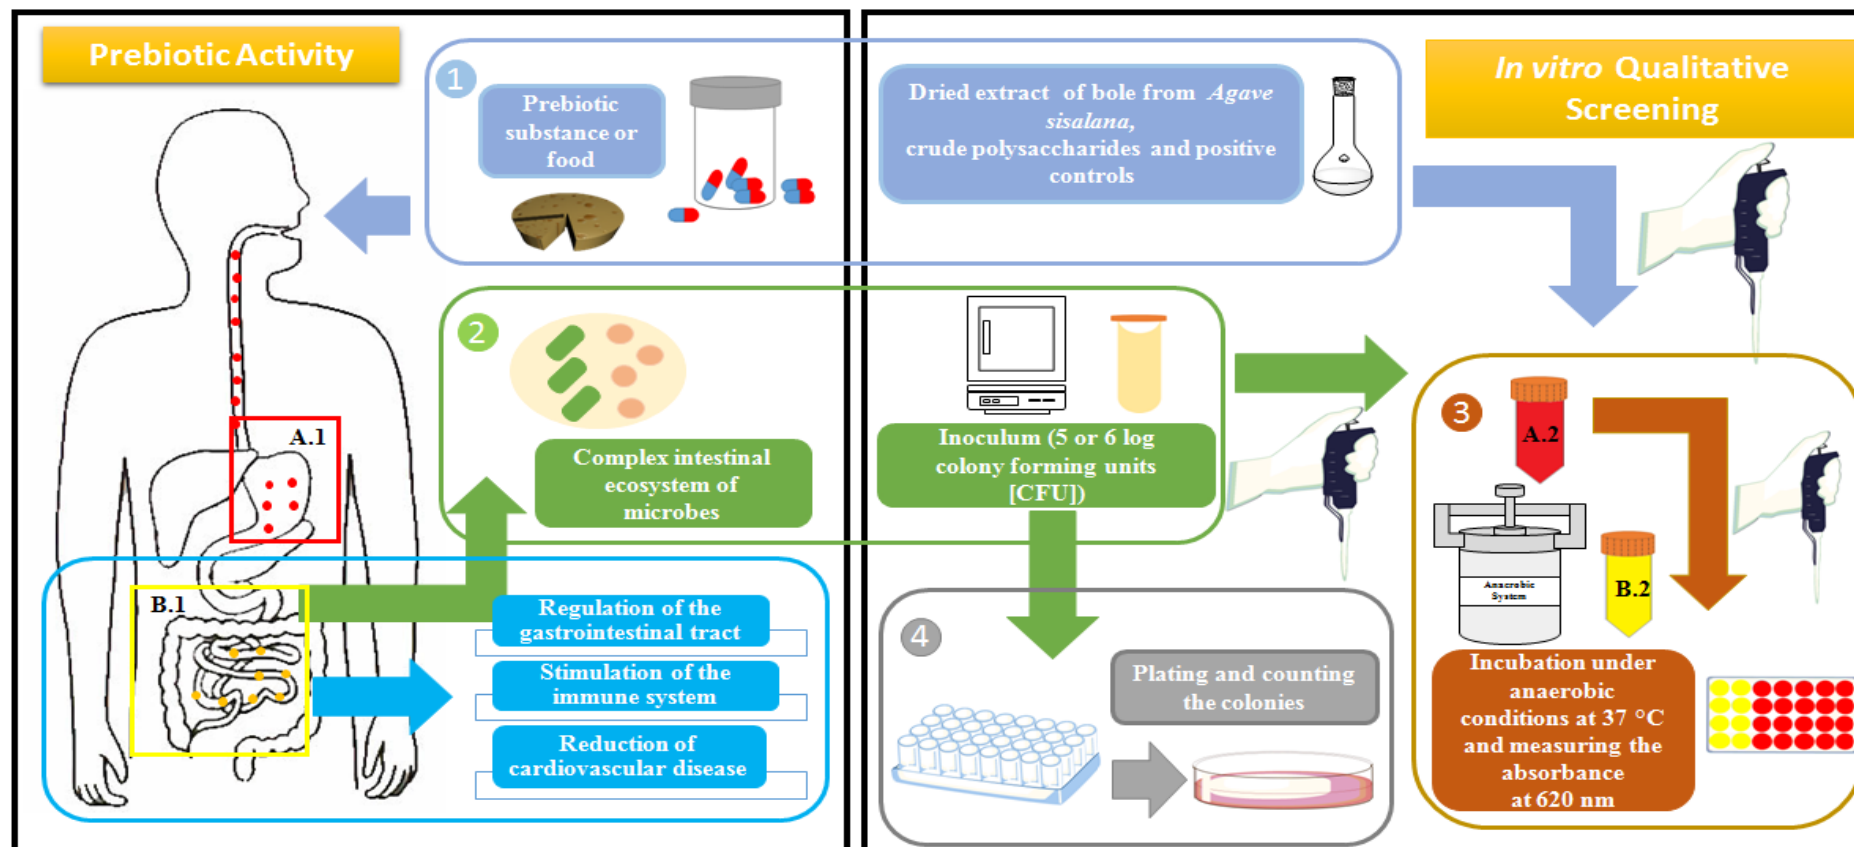 Prebiotic Activity
1
Prebiotic
substance or
food
A.1
2
Complex intestinal
ecosystem of
microbes
B.1
Regulation of the
gastrointestinal tract
Stimulation of the
immune system
Reduction of
cardiovascular disease
In vitro Qualitative
Screening
Dried extract of bole from Agave
sisalana,
crude polysaccharides and positive
controls
Inoculum (5 or 6 log
colony forming units
[CFU])
3
A.2
Anaerobic
System
B.2
Incubation under
anaerobic
conditions at 37 °C
and measuring the
absorbance
at 620 nm
4
Plating and counting
the colonies